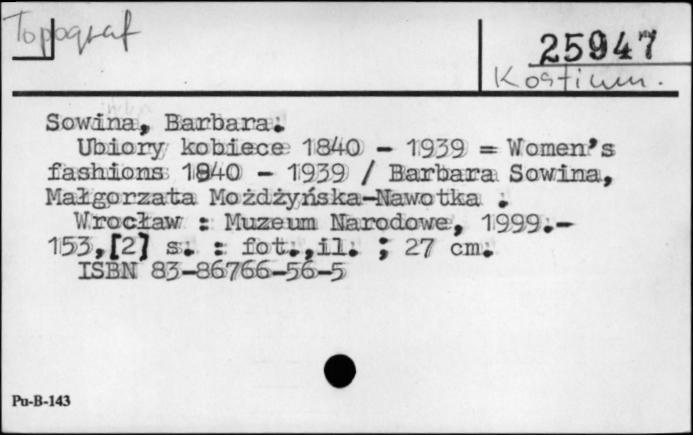 Topograf
25947
Kostium.
Sowina, Barbara.
Ubiory kobiece 1840 - 1939 = Women's
fashions 1840 - 1939 / Barbara Sowina,
Małgorzata Możdżyńska-Nawotka .
Wrocław : Muzeum Narodowe, 1999.-
153,[2] s. : fot.,il. ; 27 cm.
ISBN 83-86766-56-5
Pu-B-143